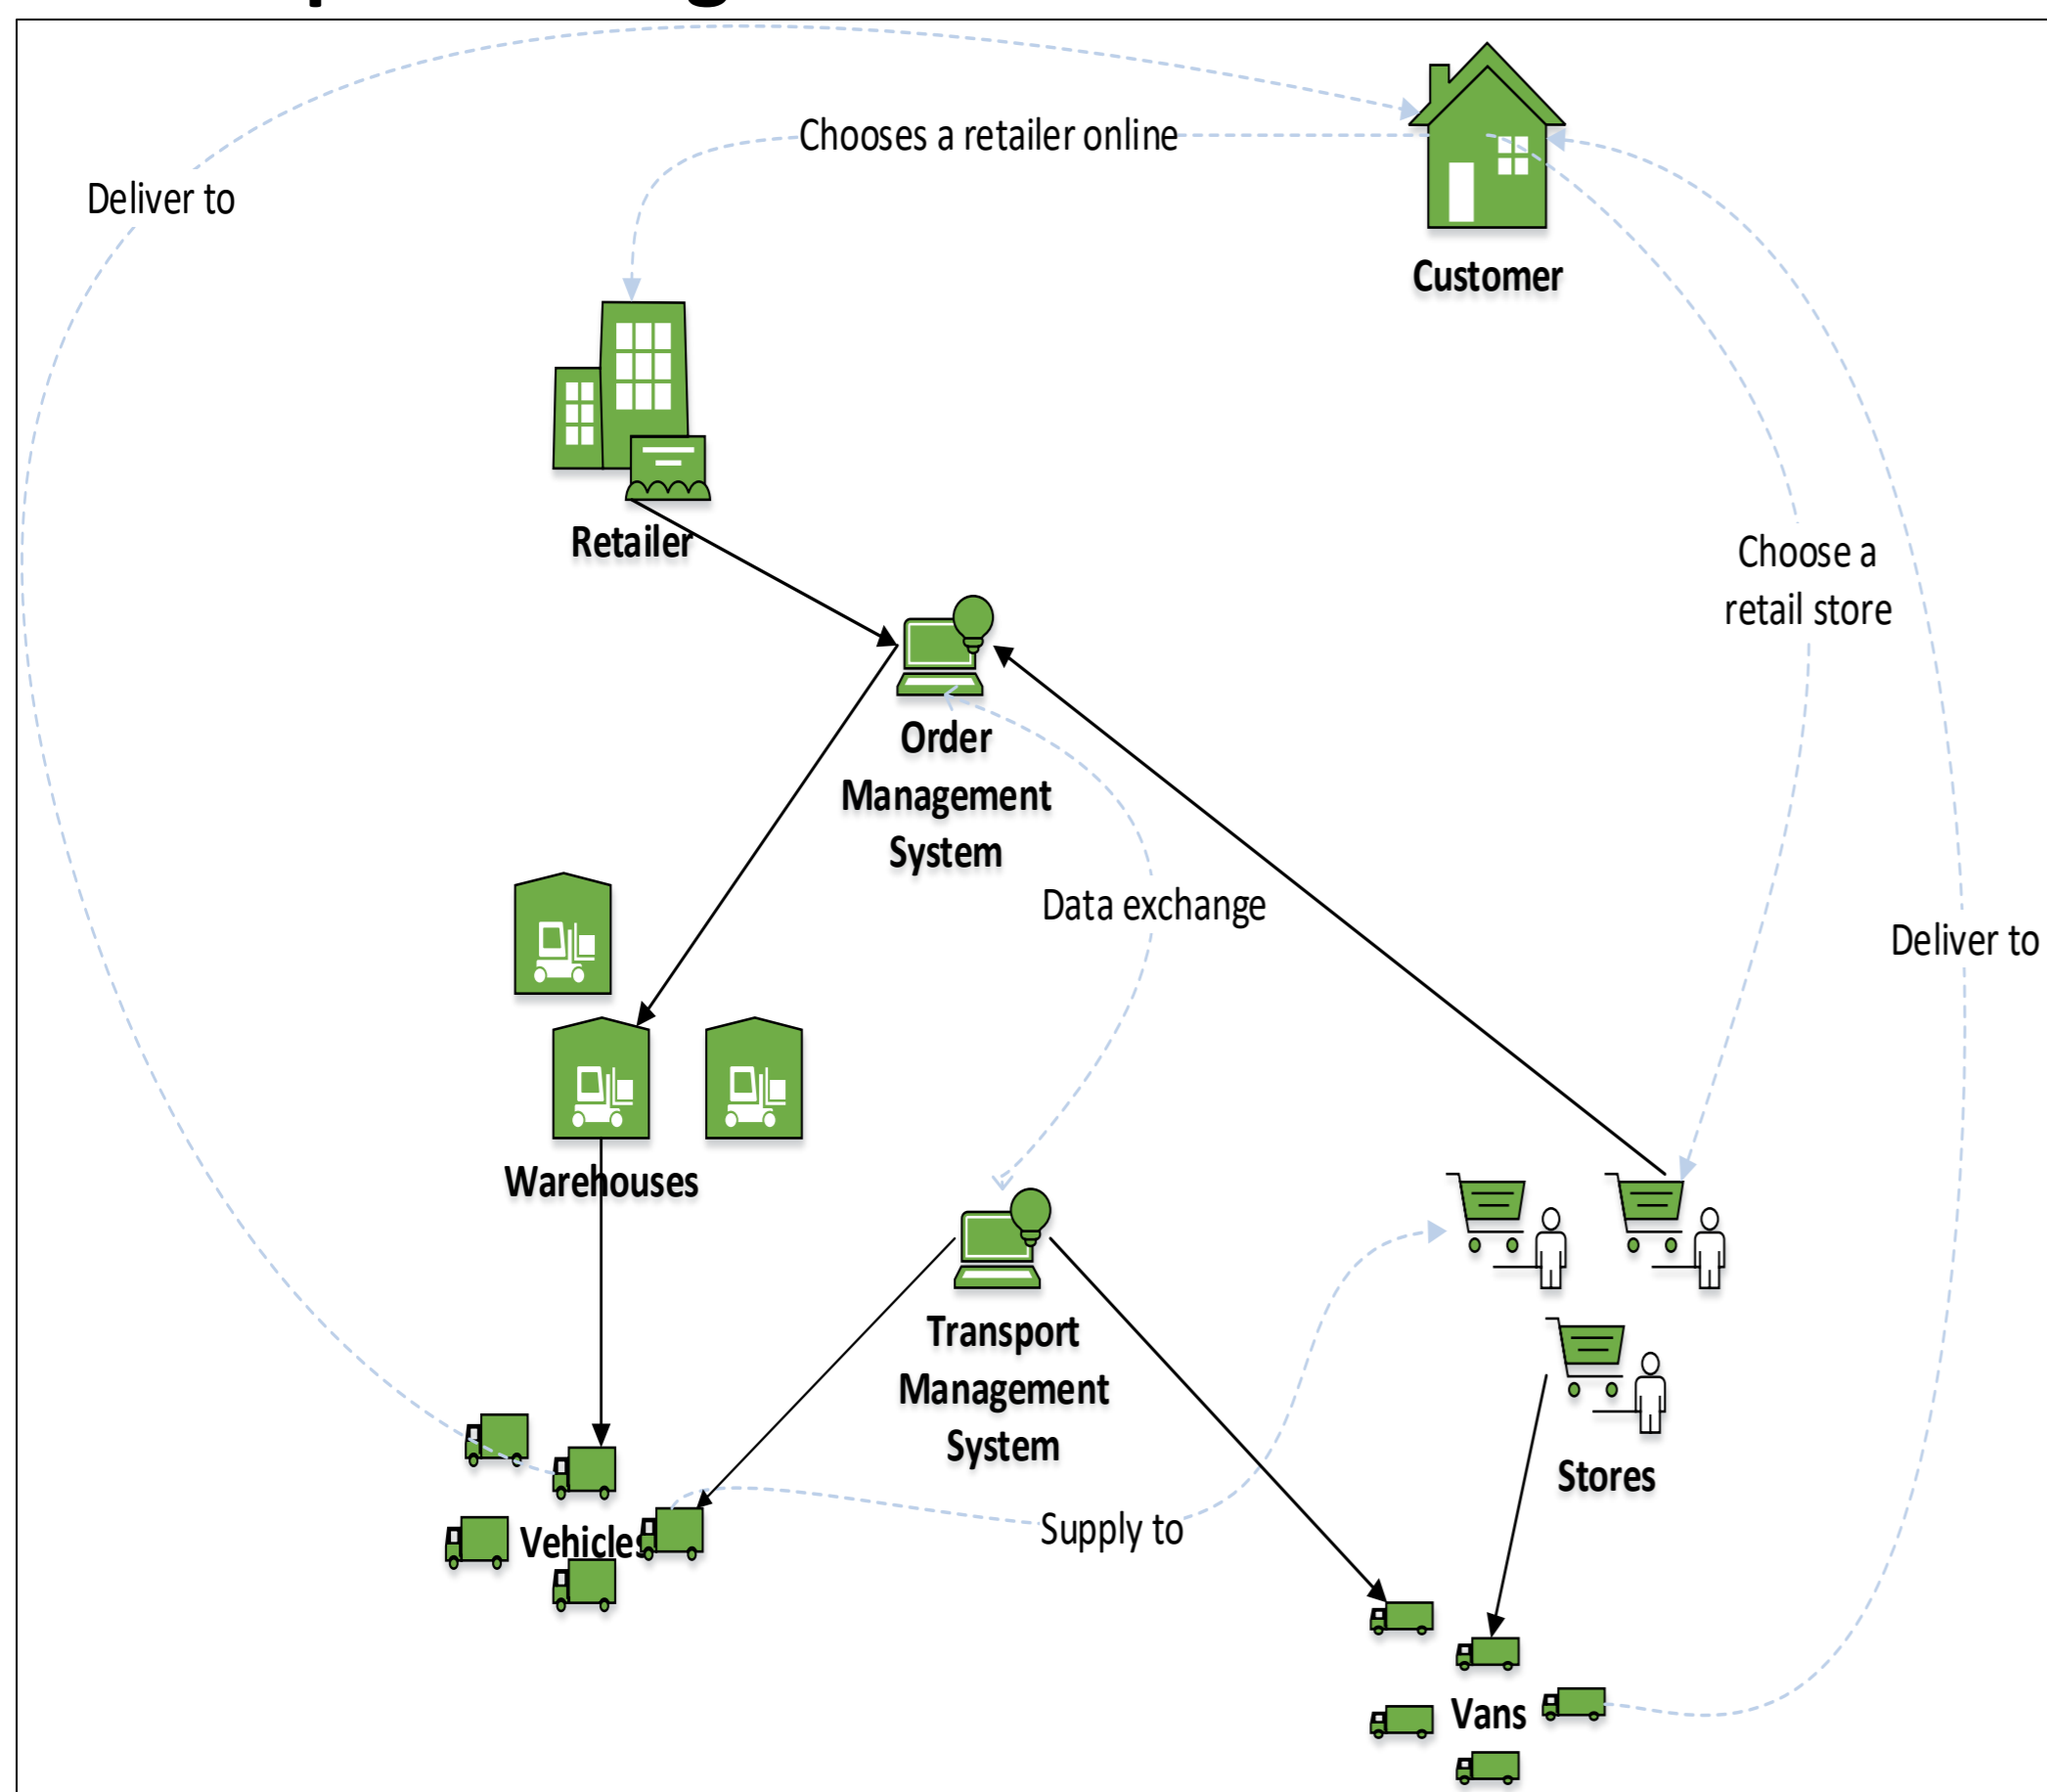 Chooses a retailer online
Deliver to
Customer
Retailer
Choose a
retail store
Order
Management
System
Data exchange
Deliver to
Warehouses
Transport
Management
System
Stores
Vehicles
Supply to
Vans